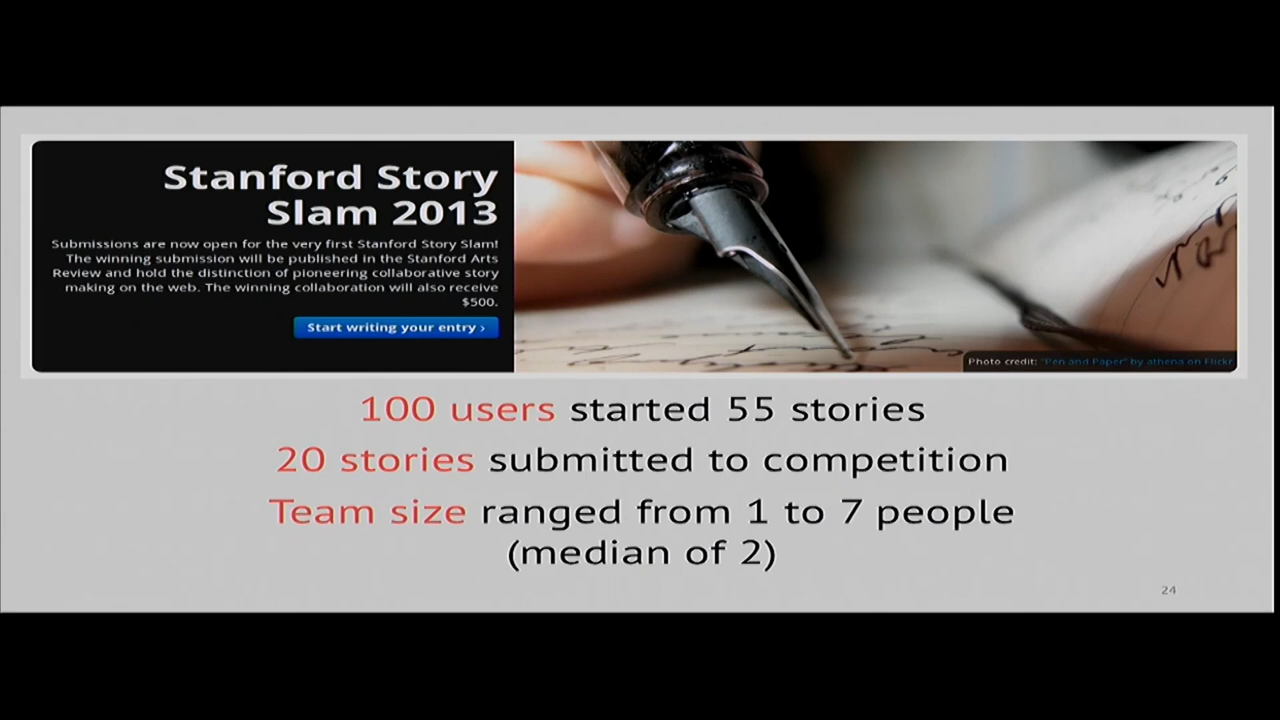 Stanford Story
Slam 2013
Submissions are now open for the very first Stanford Story Slam!
The winning submission will be published in the Stanford Arts
Review and hold the distinction of pioneering collaborative story
making on the web. The winning collaboration will also receive
$500.
Start writing your entry ›
Photo credit: "Pen and Paper" by athena on Flickr
100 users started 55 stories
20 stories submitted to competition
Team size ranged from 1 to 7 people
(median of 2)
24